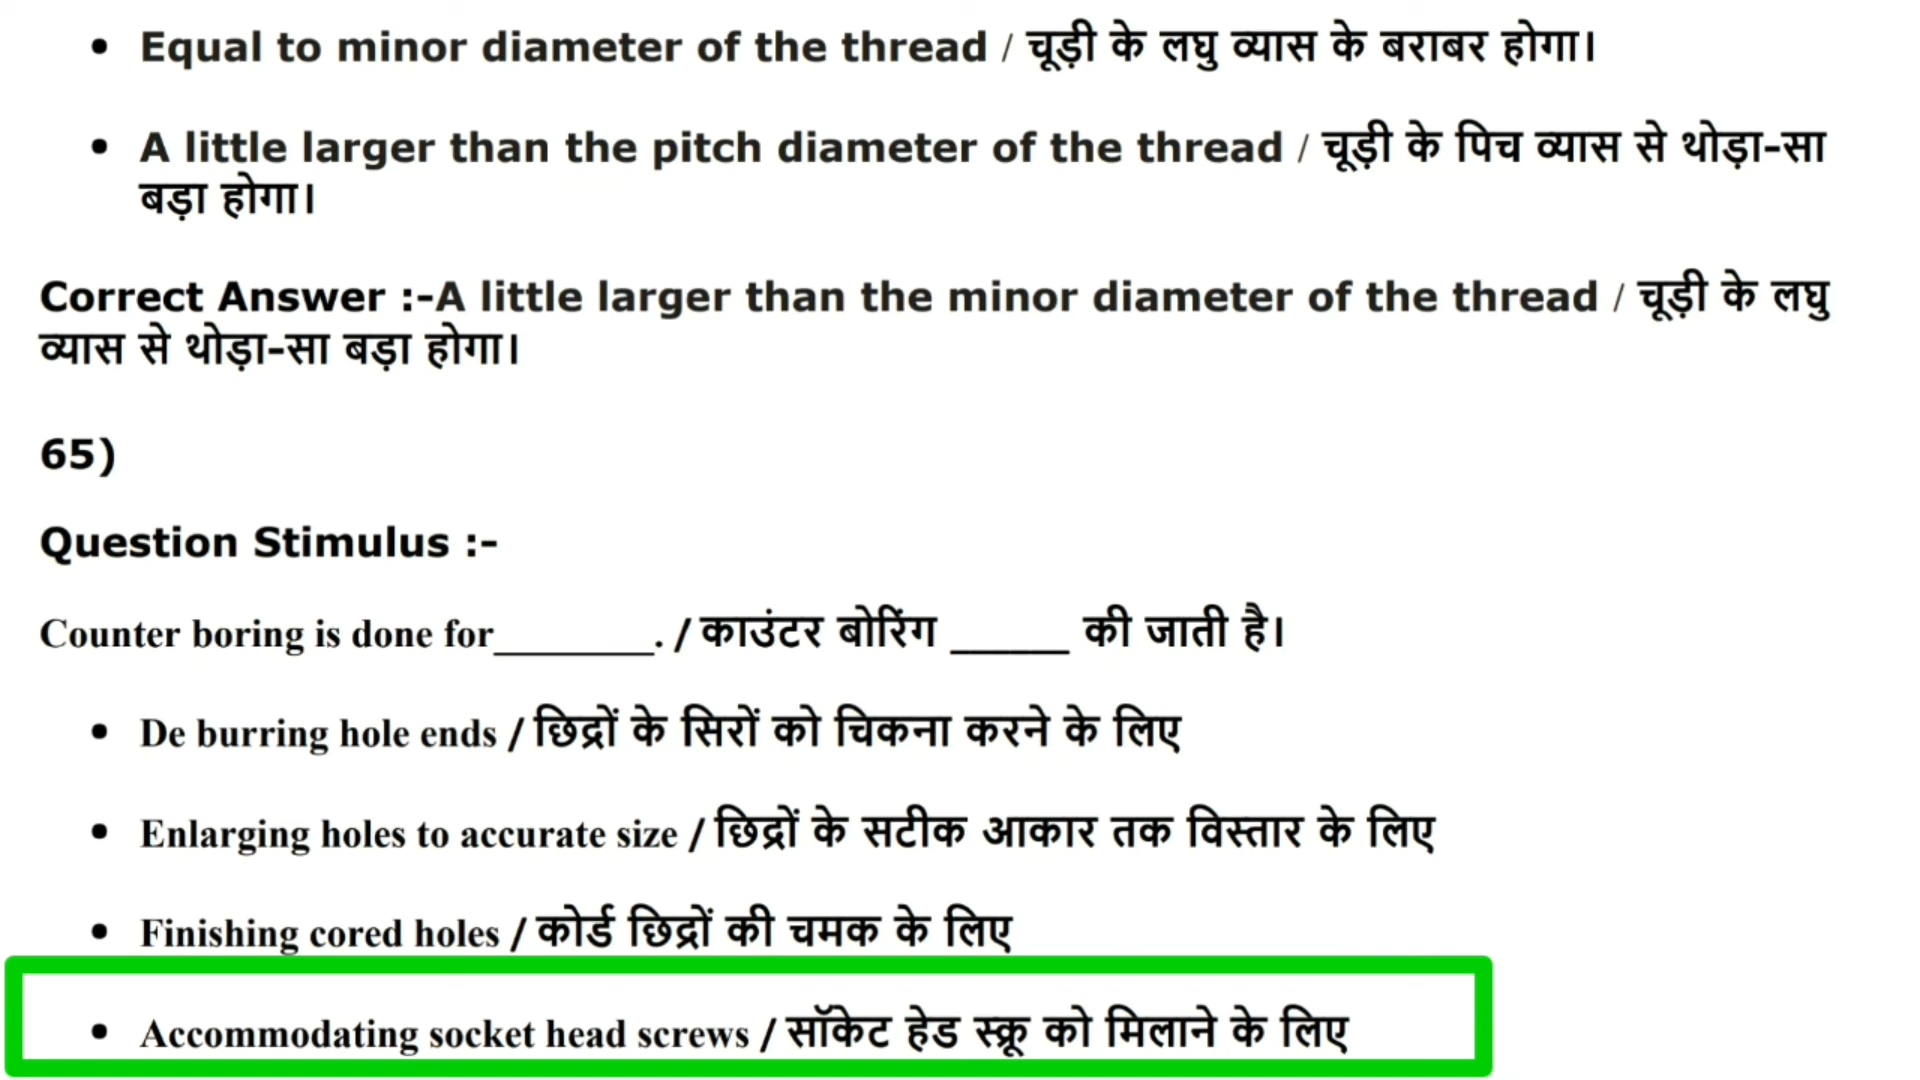 • Equal to minor diameter of the thread / चूड़ी के लघु व्यास के बराबर होगा।
• A little larger than the pitch diameter of the thread / चूड़ी के पिच व्यास से थोड़ा-सा
बड़ा होगा।
Correct Answer :-A little larger than the minor diameter of the thread / चूड़ी के लघु
व्यास से थोड़ा-सा बड़ा होगा।
65)
Question Stimulus :-
Counter boring is done for________. / काउंटर बोरिंग ______ की जाती है।
• De burring hole ends / छिद्रों के सिरों को चिकना करने के लिए
• Enlarging holes to accurate size / छिद्रों के सटीक आकार तक विस्तार के लिए
• Finishing cored holes / कोर्ड छिद्रों की चमक के लिए
• Accommodating socket head screws / सॉकेट हेड स्क्रू को मिलाने के लिए